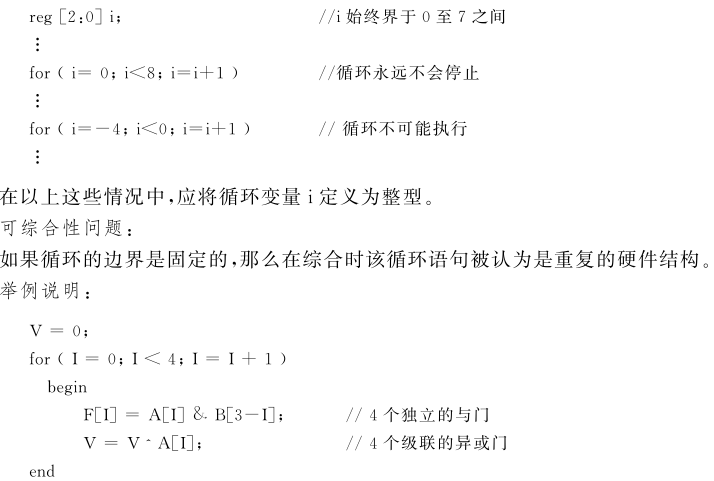 reg [2:0] i; //i 始终界于 0 至 7 之间
⋮
for ( i= 0; i<8; i=i+1 ) //循环永远不会停止
⋮
for ( i=-4; i<0; i=i+1 ) // 循环不可能执行
⋮
在以上这些情况中,应将循环变量 i 定义为整型。
可综合性问题:
如果循环的边界是固定的,那么在综合时该循环语句被认为是重复的硬件结构。
举例说明:
V = 0;
for ( I = 0; I < 4; I = I + 1 )
begin
F[I] = A[I] & B[3-I]; // 4 个独立的与门
V = V ^ A[I]; // 4 个级联的异或门
end